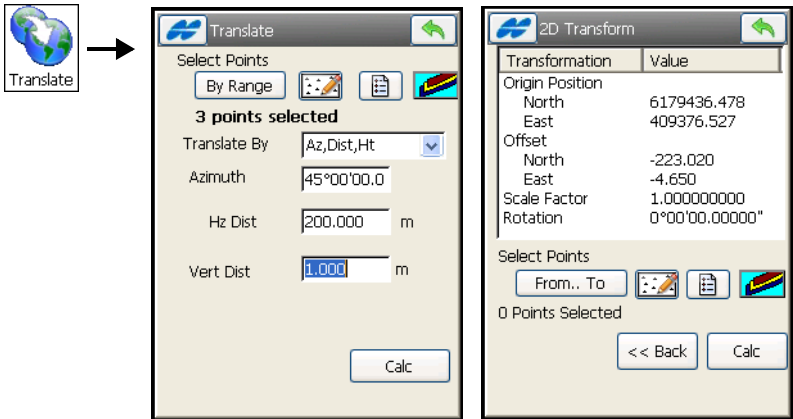 Translate
Translate
Select Points
By Range
3 points selected
Translate By Az,Dist,Ht
Azimuth 45°00'00.0
Hz Dist 200.000 m
Vert Dist 1.000 m
Calc
2D Transform
Transformation Value
Origin Position
North 6179436.478
East 409376.527
Offset
North -223.020
East -4.650
Scale Factor 1.000000000
Rotation 0°00'00.00000"
Select Points
From.. To
0 Points Selected
<< Back Calc